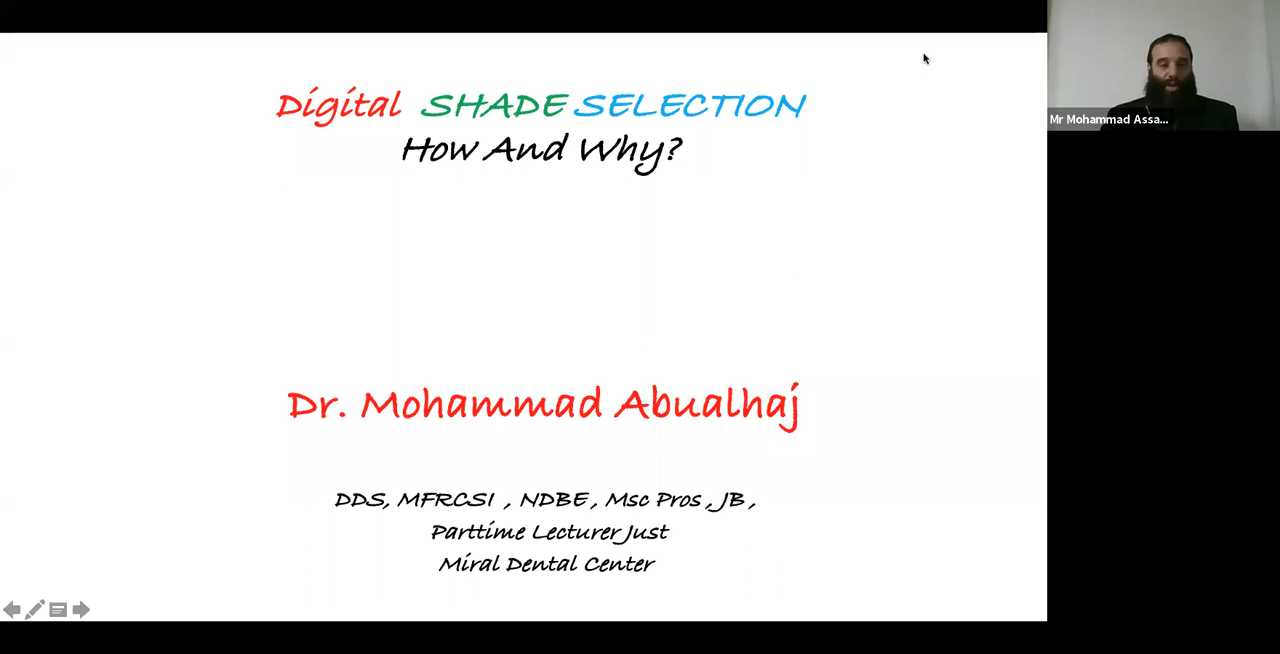 Digital SHADE SELECTION
How And Why?
Mr Mohammad Assa...
Dr. Mohammad Abualhaj
DDS, MFRCSI , NDBE , Msc Pros , JB ,
Parttime Lecturer Just
Miral Dental Center